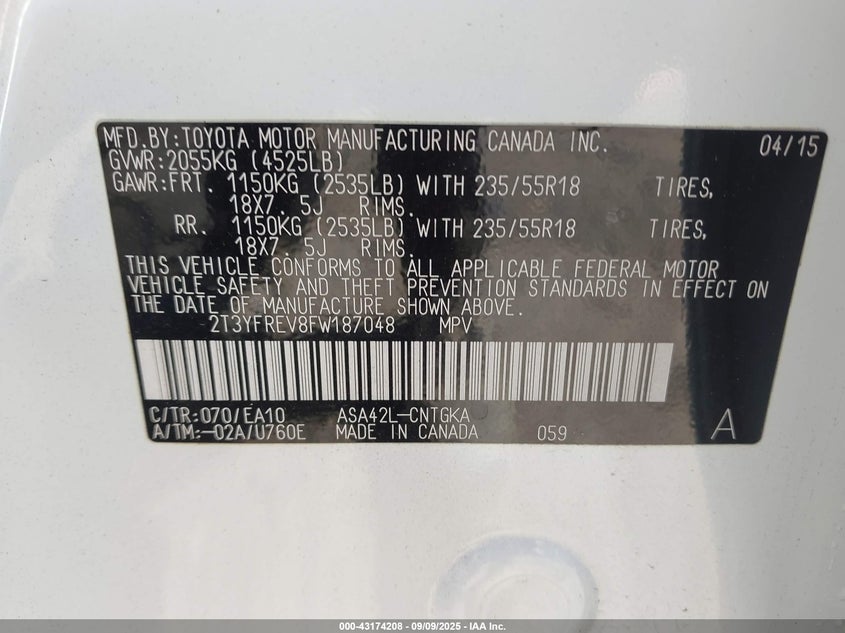 MFD.BY:TOYOTA MOTOR MANUFACTURING CANADA INC. 04/15
GVWR:2055KG (4525LB)
GAWR:FRT. 1150KG (2535LB) WITH 235/55R18 TIRES,
18X7. 5J RIMS.
RR. 1150KG (2535LB) WITH 235/55R18 TIRES,
18X7. 5J RIMS.
THIS VEHICLE CONFORMS TO ALL APPLICABLE FEDERAL MOTOR
VEHICLE SAFETY AND THEFT PREVENTION STANDARDS IN EFFECT ON
THE DATE OF MANUFACTURE SHOWN ABOVE.
2T3YFREV8FW187048 MPV
C/TR:070/EA10 ASA42L-CNTGKA
A/TM:-02A/U760E MADE IN CANADA 059 A
000-43174208 - 09/09/2025 - IAA Inc.